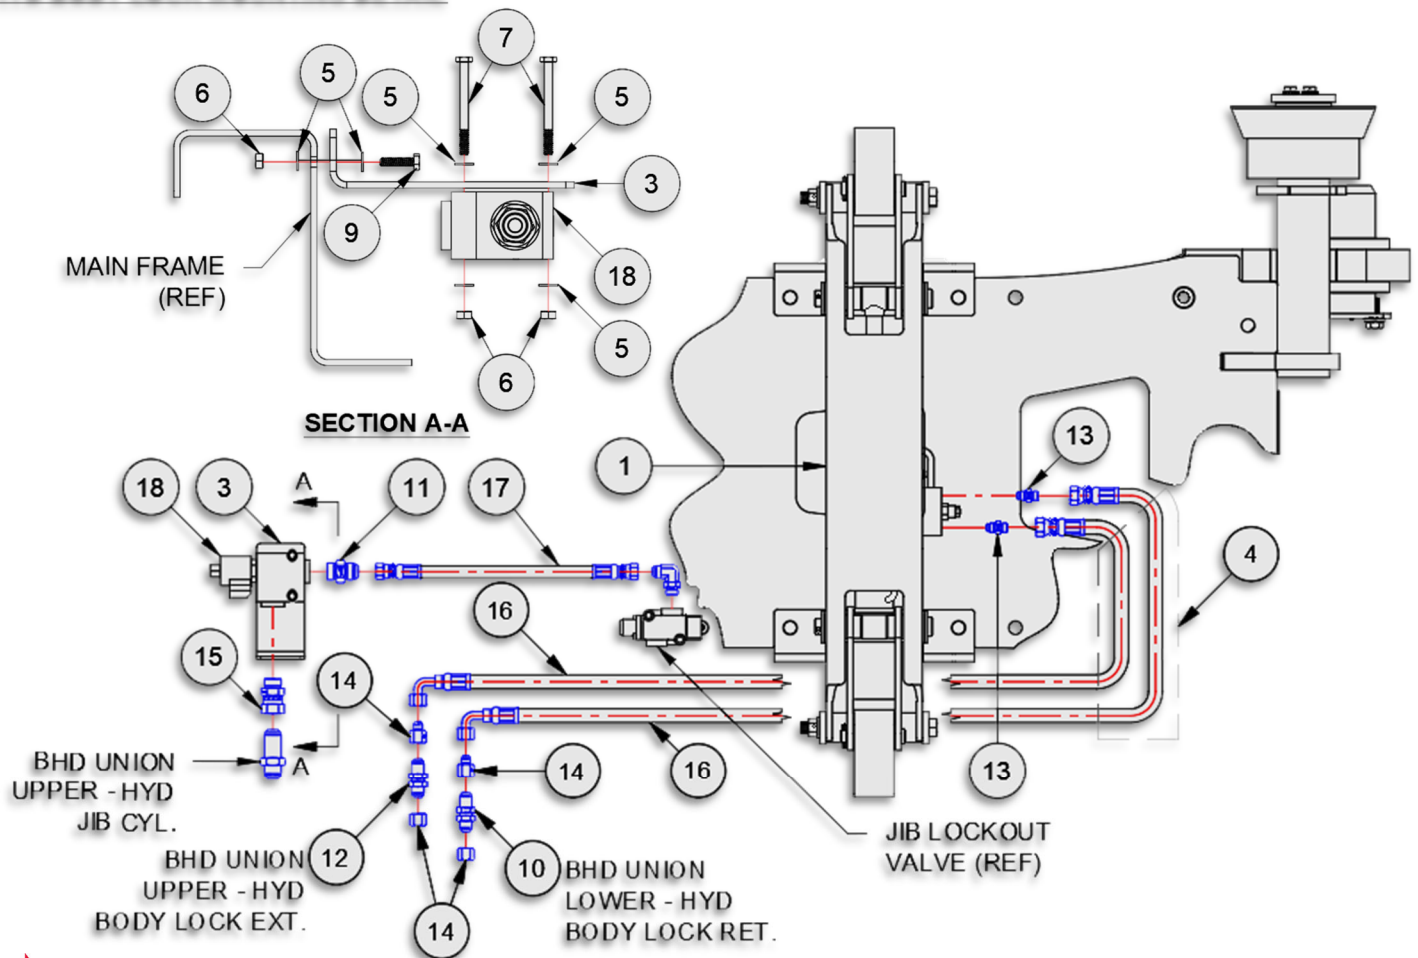 7
5
5
5
6
3
9
18
MAIN FRAME
(REF)
5
6
SECTION A-A
18
3
A
11
17
1
13
4
16
15
14
A
BHD UNION
UPPER - HYD
JIB CYL.
14
16
13
12
BHD UNION
UPPER - HYD
BODY LOCK EXT.
10
BHD UNION
LOWER - HYD
BODY LOCK RET.
14
JIB LOCKOUT
VALVE (REF)